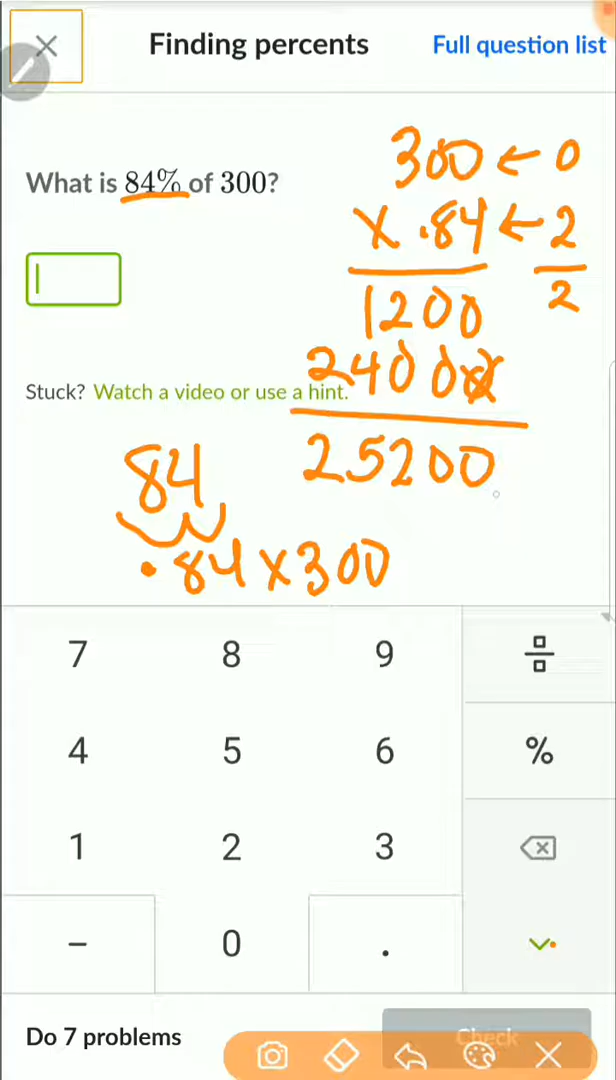 Finding percents
Full question list
What is 84% of 300?
300 ← 0
x .84 ← 2
2
1200
24000
Stuck? Watch a video or use a hint.
25200
84
.84 x 300
7 8 9
4 5 6 %
1 2 3
- 0 .
Do 7 problems
Check